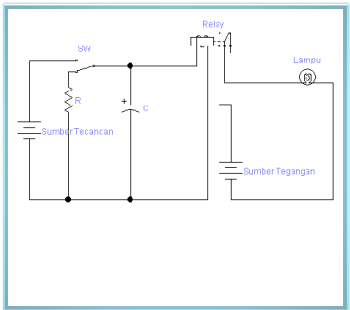 Relay
SW
Lampu
R
C
Sumber Tecancan
Sumber Tegangan